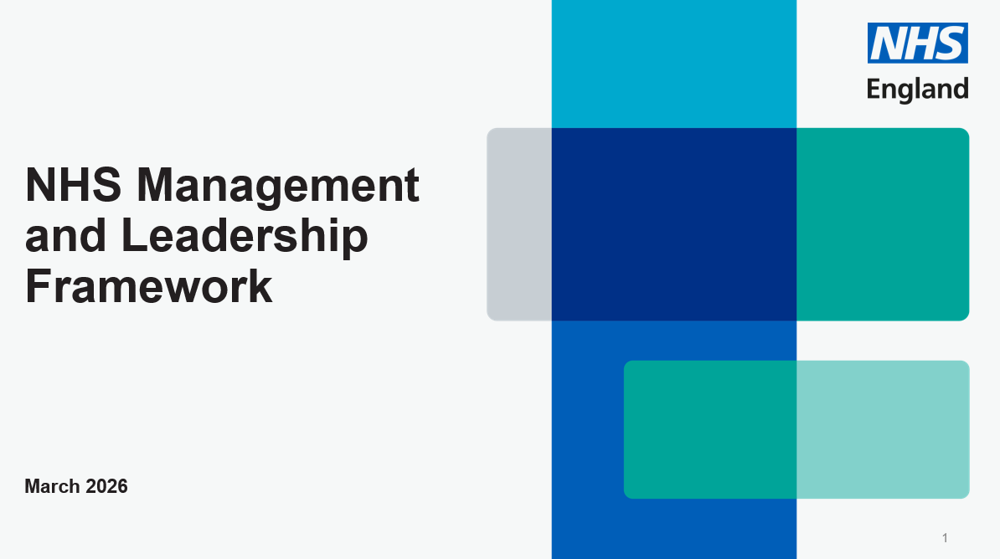 NHS
England
NHS Management
and Leadership
Framework
March 2026
1